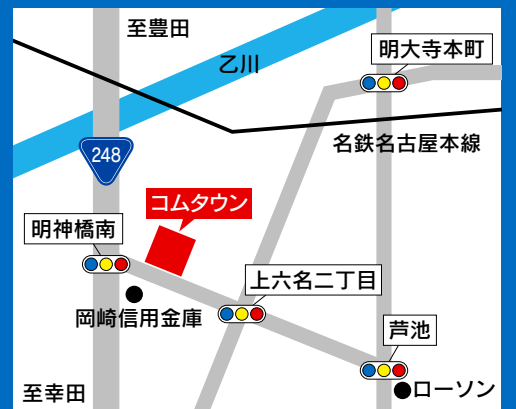 至豊田
乙川
明大寺本町
名鉄名古屋本線
248
コムタウン
明神橋南
上六名二丁目
岡崎信用金庫
芦池
至幸田
ローソン